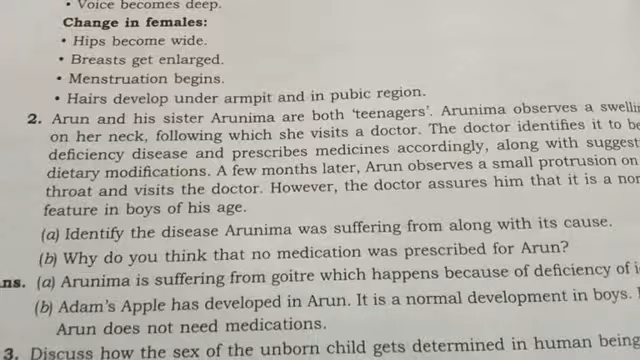 • Voice becomes deep.
Change in females:
• Hips become wide.
• Breasts get enlarged.
• Menstruation begins.
• Hairs develop under armpit and in pubic region.
2. Arun and his sister Arunima are both ‘teenagers’. Arunima observes a
on her neck, following which she visits a doctor. The doctor identifies it to
deficiency disease and prescribes medicines accordingly, along with
dietary modifications. A few months later, Arun observes a small protrusion on
throat and visits the doctor. However, the doctor assures him that it is a
feature in boys of his age.
(a) Identify the disease Arunima was suffering from along with its cause.
(b) Why do you think that no medication was prescribed for Arun?
ns. (a) Arunima is suffering from goitre which happens because of deficiency of
(b) Adam’s Apple has developed in Arun. It is a normal development in boys.
Arun does not need medications.
3. Discuss how the sex of the unborn child gets determined in human